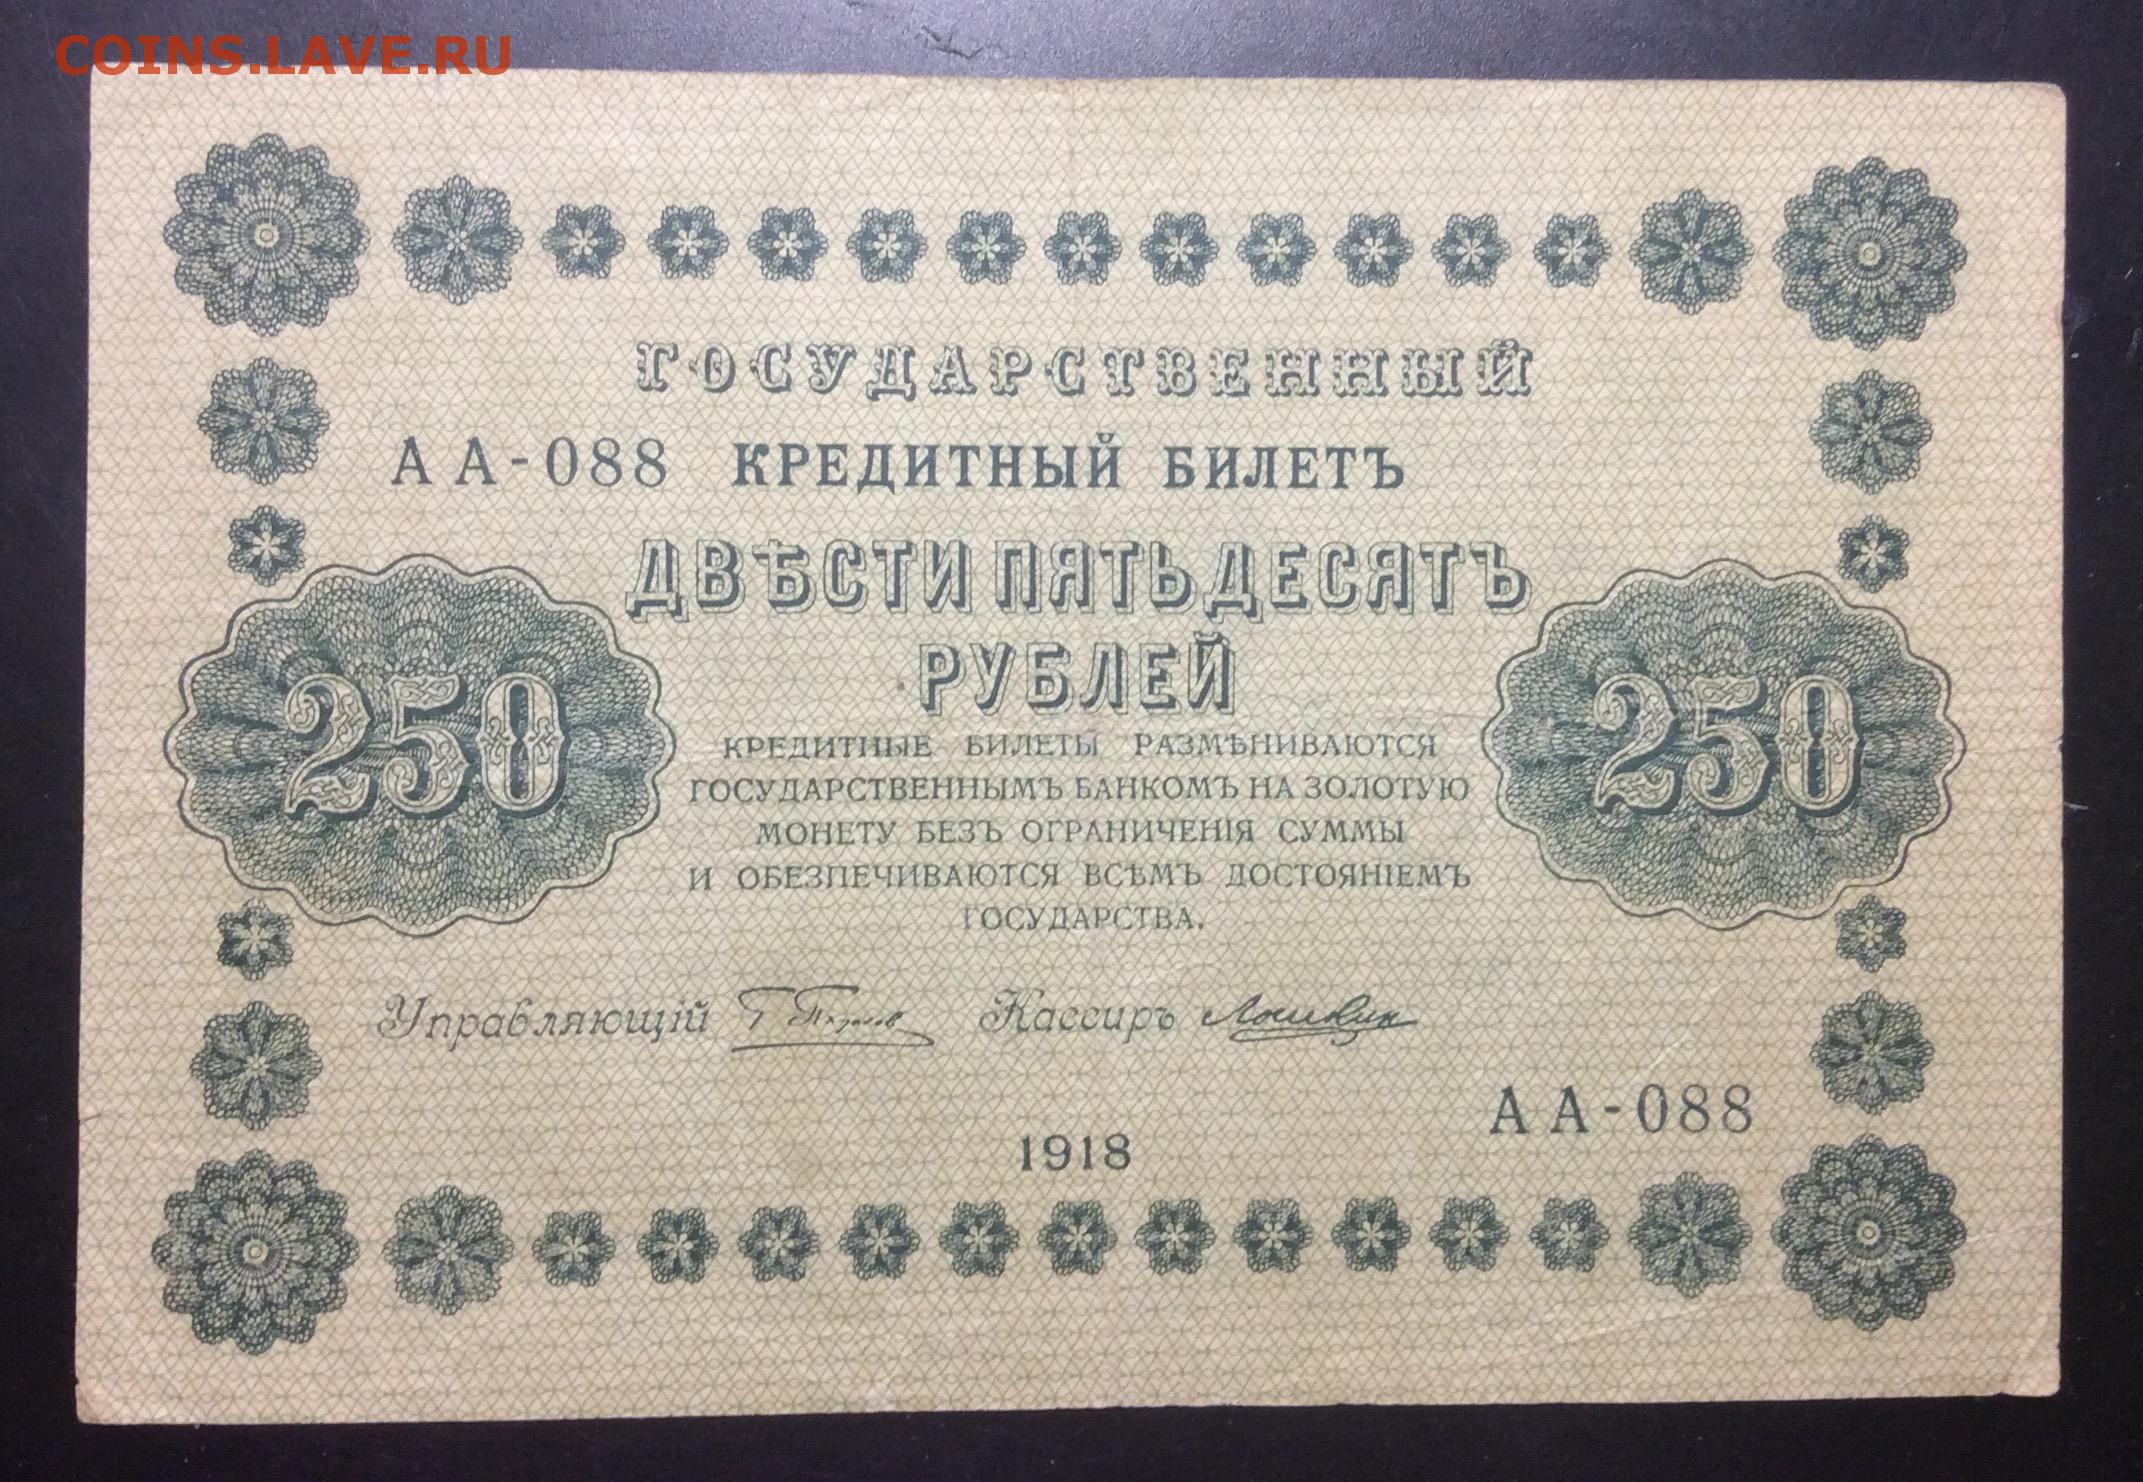 COINS.LAVE.RU
ГОСУДАРСТВЕННЫЙ
АА-088 КРЕДИТНЫЙ БИЛЕТЪ
ДВѢСТИ ПЯТЬДЕСЯТЪ
РУБЛЕЙ
250
250
КРЕДИТНЫЕ БИЛЕТЫ РАЗМѢНИВАЮТСЯ
ГОСУДАРСТВЕННЫМЪ БАНКОМЪ НА ЗОЛОТУЮ
МОНЕТУ БЕЗЪ ОГРАНИЧЕНІЯ СУММЫ
И ОБЕЗПЕЧИВАЮТСЯ ВСѢМЪ ДОСТОЯНІЕМЪ
ГОСУДАРСТВА.
Управляющій Кассиръ
АА-088
1918